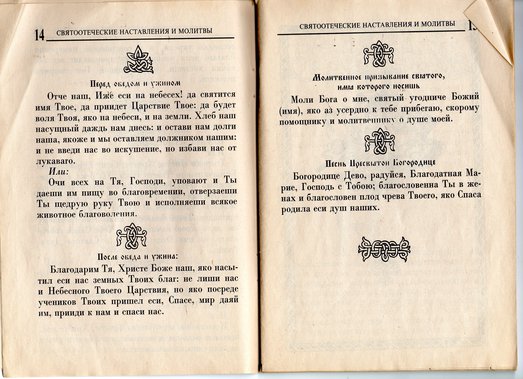 14 СВЯТООТЕЧЕСКИЕ НАСТАВЛЕНИЯ И МОЛИТВЫ
Перед обедом и ужином
Отче наш, Ижѐ еси на небесех! да святится
имя Твое, да приидет Царствие Твое: да будет
воля Твоя, яко на небеси, и на земли. Хлеб наш
насущный даждь нам днесь: и остави нам долги
наша, якоже и мы оставляем должником нашим:
и не введи нас во искушение, но избави нас от
лукаваго.
Или:
Очи всех на Тя, Господи, уповают и Ты
даеши им пищу во благовремении, отверзаеши
Ты щедрую руку Твою и исполняеши всякое
животное благоволения.
После обеда и ужина:
Благодарим Тя, Христе Боже наш, яко насы-
тил еси нас земных Твоих благ: не лиши нас
и Небесного Твоего Царствия, но яко посреде
учеников Твоих пришел еси, Спасе, мир даяй
им, прииди к нам и спаси нас.
СВЯТООТЕЧЕСКИЕ НАСТАВЛЕНИЯ И МОЛИТВЫ
Молитвенное призывание святого,
имя которого носишь
Моли Бога о мне, святый угодниче Божий
(имя), яко аз усердно к тебе прибегаю, скорому
помощнику и молитвеннику о душе моей.
Песнь Пресвятой Богородице
Богородице Дево, радуйся, Благодатная Ма-
рие, Господь с Тобою; благословенна Ты в же-
нах и благословен плод чрева Твоего, яко Спаса
родила еси душ наших.